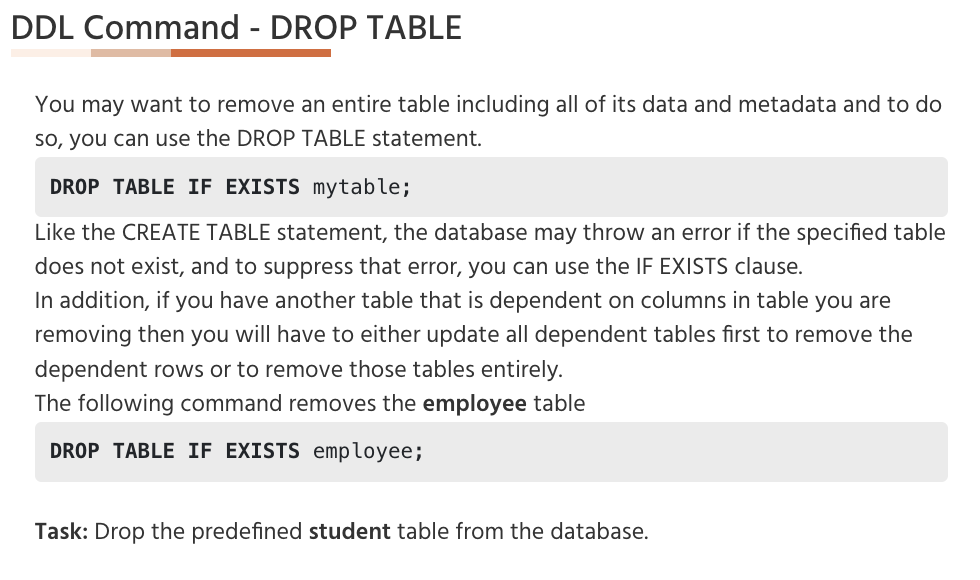 DDL Command - DROP TABLE
You may want to remove an entire table including all of its data and metadata and to do
so, you can use the DROP TABLE statement.
DROP TABLE IF EXISTS mytable;
Like the CREATE TABLE statement, the database may throw an error if the specified table
does not exist, and to suppress that error, you can use the IF EXISTS clause.
In addition, if you have another table that is dependent on columns in table you are
removing then you will have to either update all dependent tables first to remove the
dependent rows or to remove those tables entirely.
The following command removes the employee table
DROP TABLE IF EXISTS employee;
Task: Drop the predefined student table from the database.